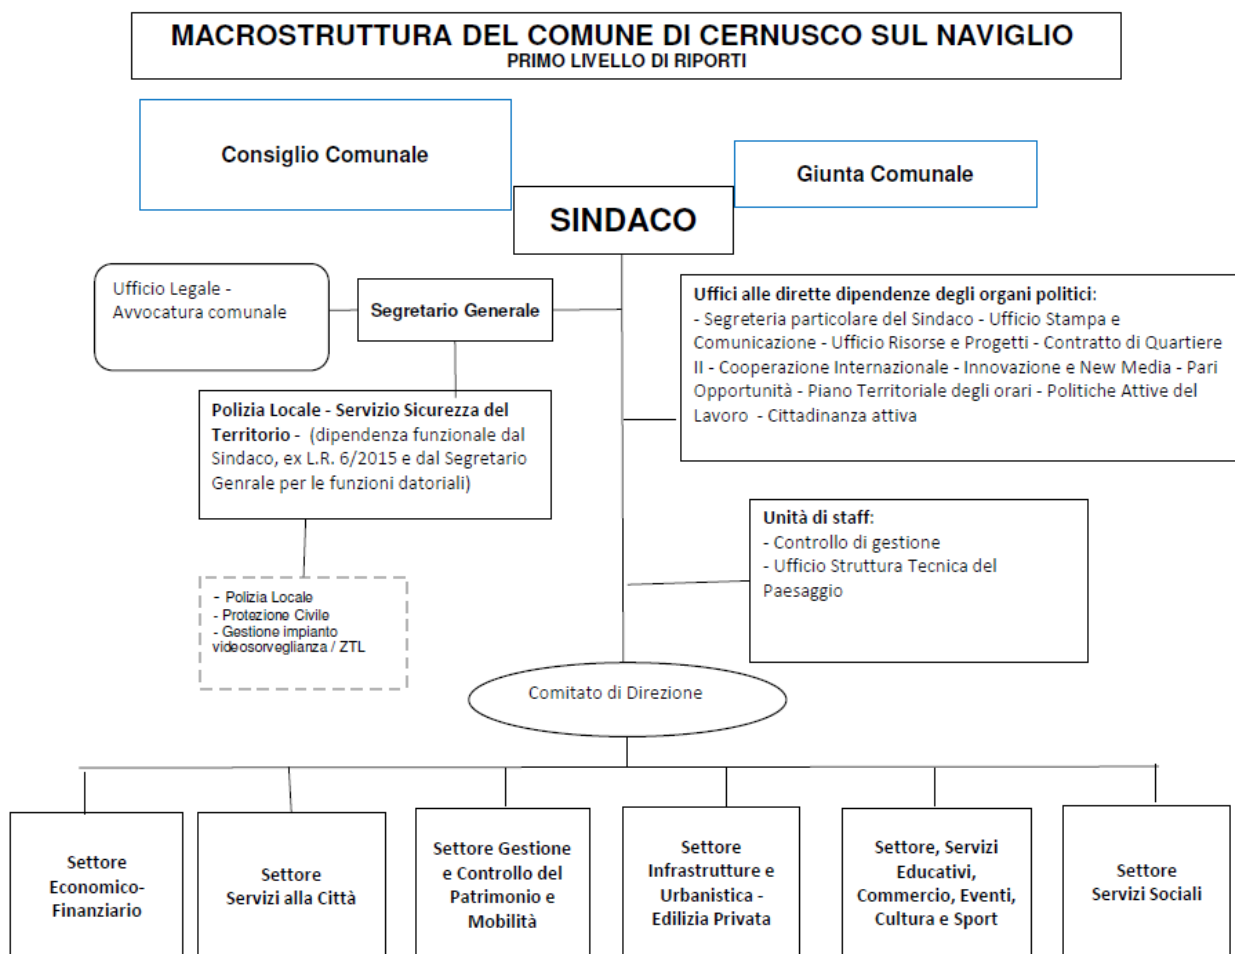 MACROSTRUTTURA DEL COMUNE DI CERNUSCO SUL NAVIGLIO
PRIMO LIVELLO DI RIPORTI
Consiglio Comunale
Giunta Comunale
SINDACO
Ufficio Legale -
Avvocatura comunale
Segretario Generale
Uffici alle dirette dipendenze degli organi politici:
- Segreteria particolare del Sindaco - Ufficio Stampa e
Comunicazione - Ufficio Risorse e Progetti - Contratto di Quartiere
II - Cooperazione Internazionale - Innovazione e New Media - Pari
Opportunità - Piano Territoriale degli orari - Politiche Attive del
Lavoro - Cittadinanza attiva
Polizia Locale - Servizio Sicurezza del
Territorio - (dipendenza funzionale dal
Sindaco, ex L.R. 6/2015 e dal Segretario
Genrale per le funzioni datoriali)
Unità di staff:
- Controllo di gestione
- Ufficio Struttura Tecnica del
Paesaggio
- Polizia Locale
- Protezione Civile
- Gestione impianto
videosorveglianza / ZTL
Comitato di Direzione
Settore
Economico-
Finanziario
Settore
Servizi alla Città
Settore Gestione
e Controllo del
Patrimonio e
Mobilità
Settore
Infrastrutture e
Urbanistica -
Edilizia Privata
Settore, Servizi
Educativi,
Commercio, Eventi,
Cultura e Sport
Settore
Servizi Sociali